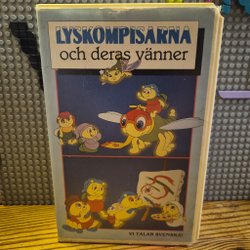 LYSKOMPISARNA
och deras vänner
VI TALAR SVENSKA!